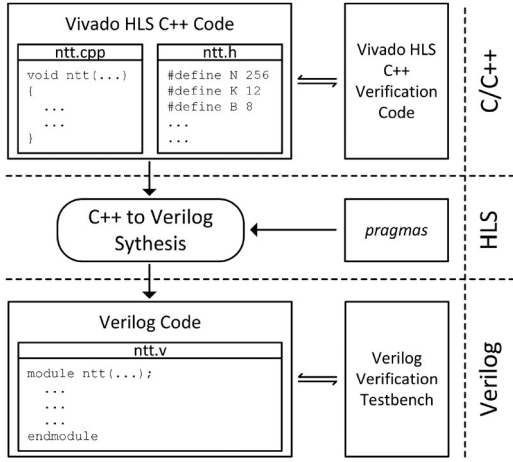 Vivado HLS C++ Code
ntt.cpp
void ntt(...)
{
...
...
}
ntt.h
#define N 256
#define K 12
#define B 8
...
...
Vivado HLS
C++
Verification
Code
C/C++
C++ to Verilog
Sythesis
pragmas
HLS
Verilog Code
ntt.v
module ntt(...);
...
...
...
endmodule
Verilog
Verification
Testbench
Verilog